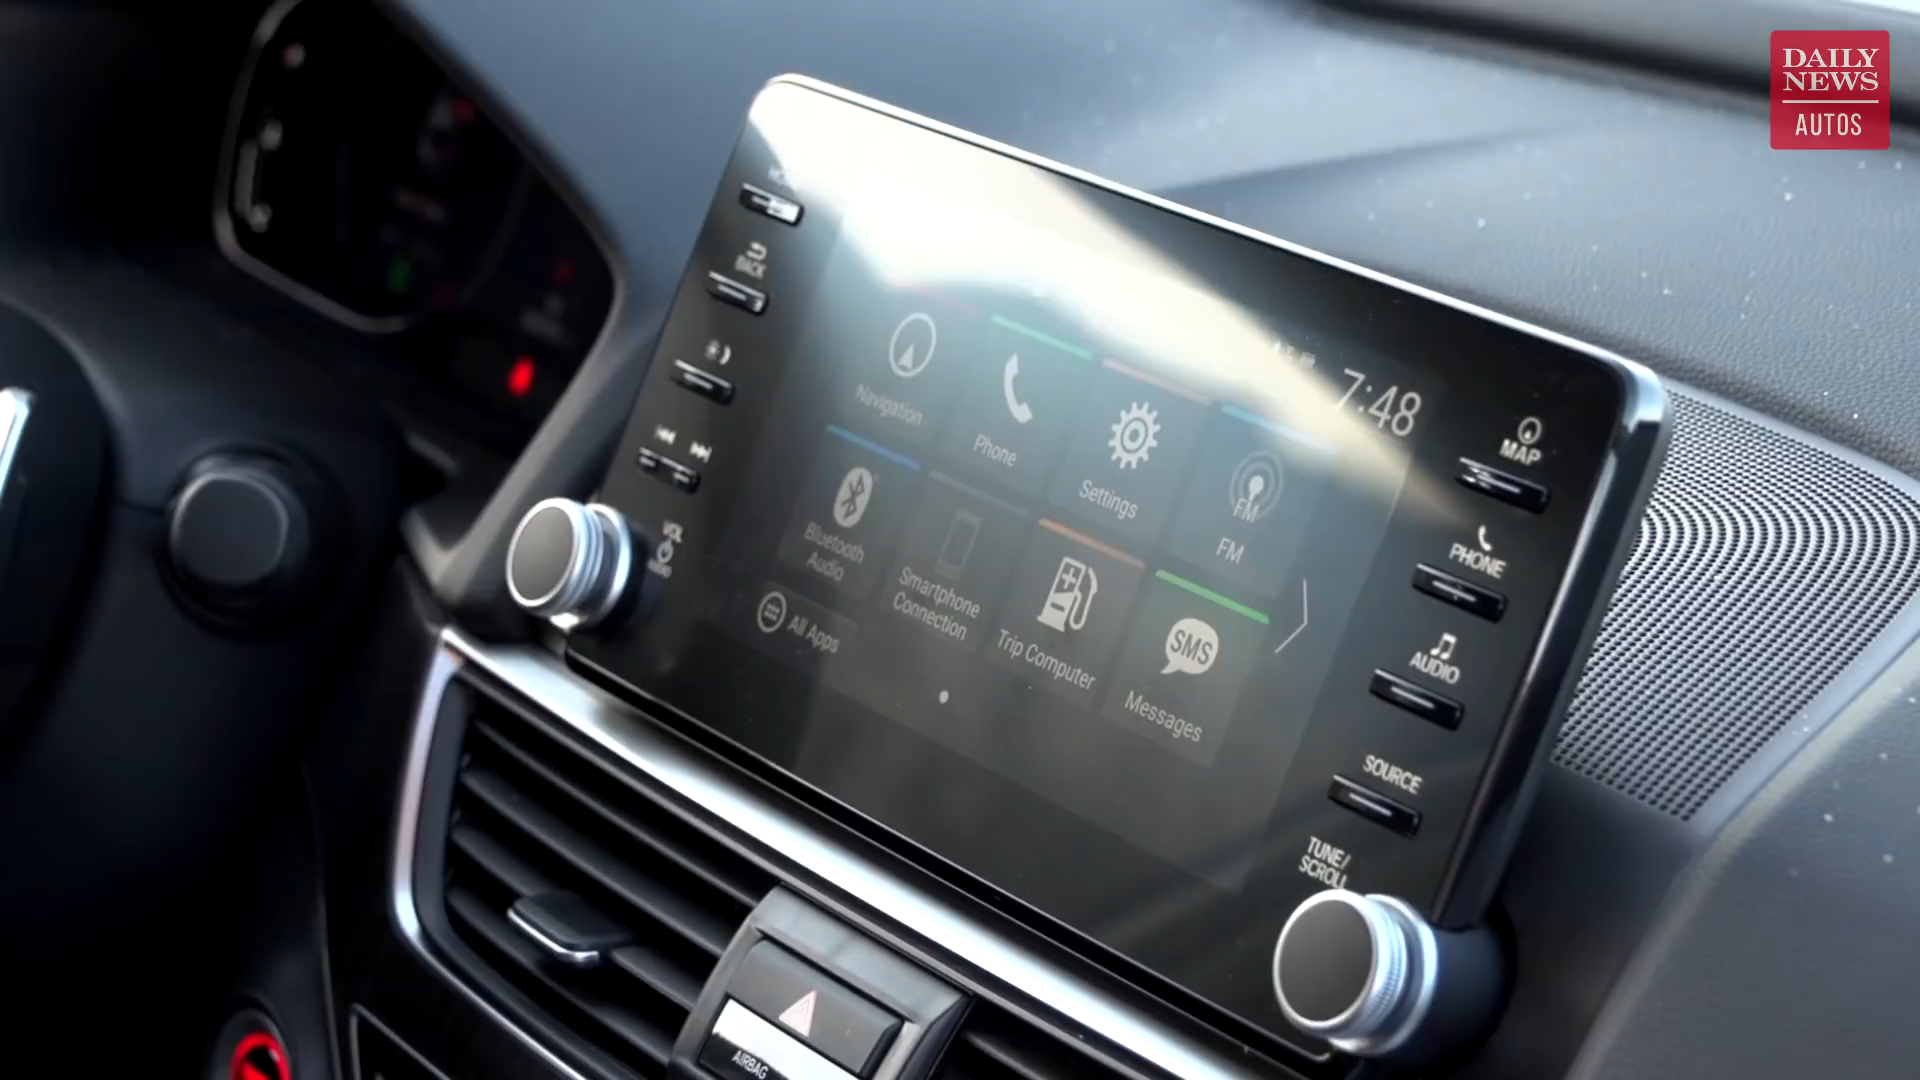 DAILY
NEWS
AUTOS
BACK
7:48
MAP
Navigation
Phone
Settings
FM
FM
PHONE
VOL
AUDIO
Bluetooth
Audio
Smartphone
Connection
Trip Computer
SMS
Messages
All Apps
AUDIO
SOURCE
TUNE/
SCROLL
AIRBAG